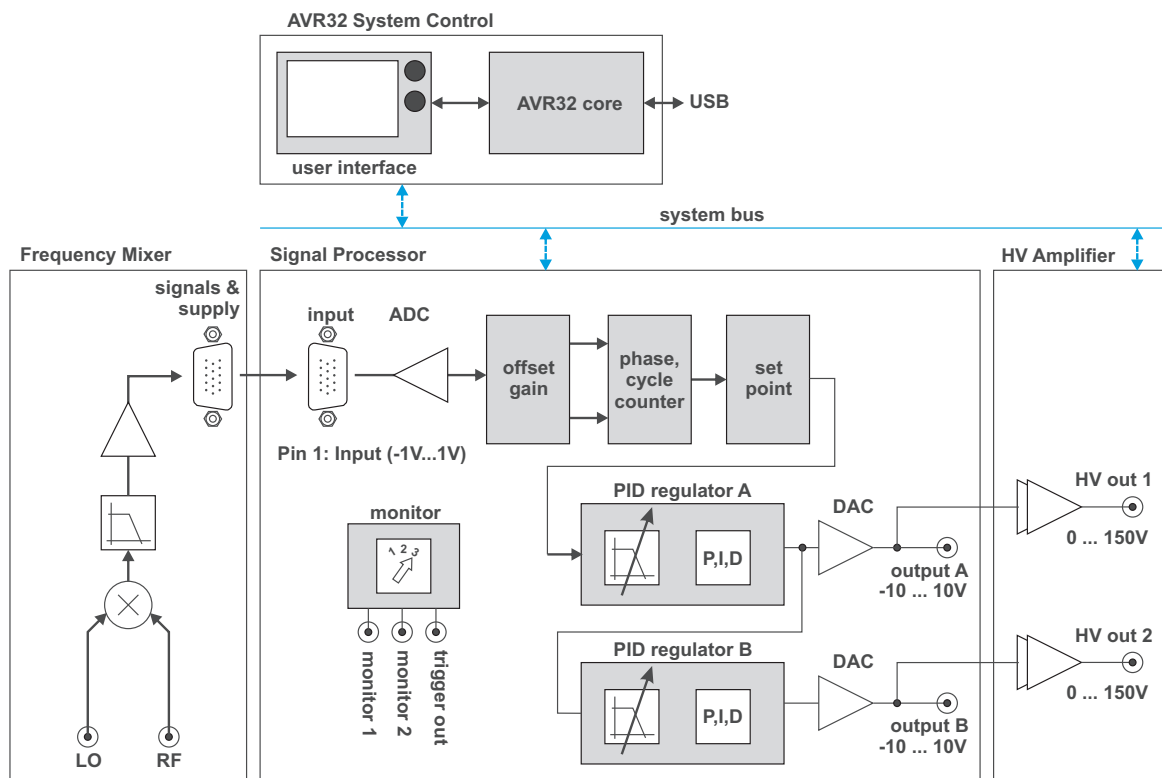 AVR32 System Control
AVR32 core
USB
user interface
system bus
Frequency Mixer
signals &
supply
LO
RF
Signal Processor
input
ADC
offset
gain
phase,
cycle
counter
set
point
Pin 1: Input (-1V...1V)
monitor
1 2 3
monitor 1
monitor 2
trigger out
PID regulator A
P,I,D
DAC
output A
-10 ... 10V
PID regulator B
P,I,D
DAC
output B
-10 ... 10V
HV Amplifier
HV out 1
0 ... 150V
HV out 2
0 ... 150V